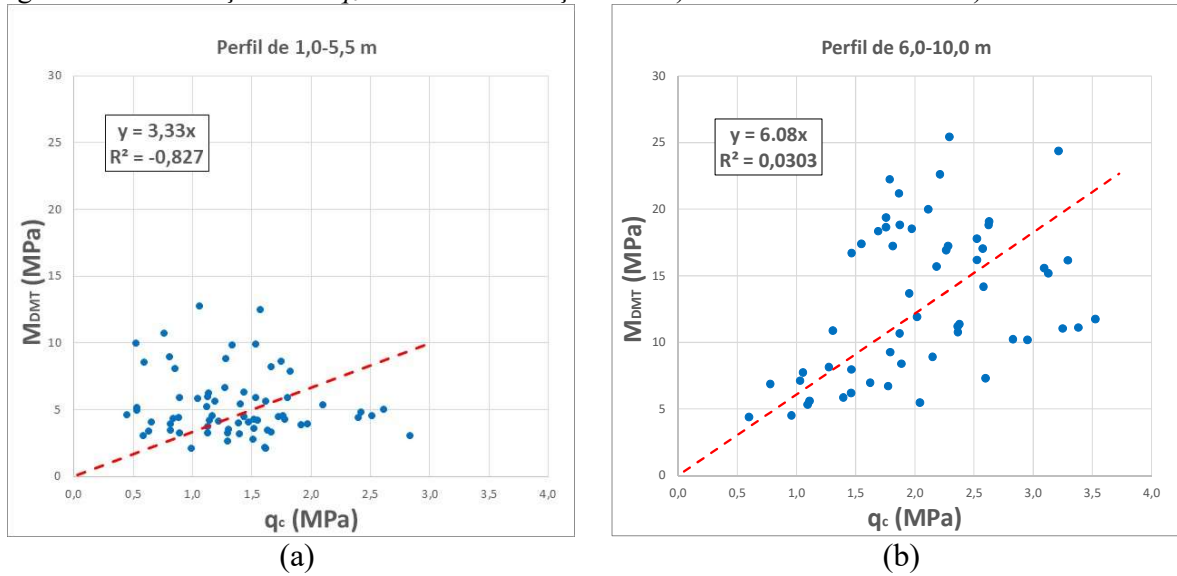 Perfil de 1,0-5,5 m
30
25
20
15
10
5
0
y = 3,33x
R² = -0,827
MDMT (MPa)
0,0 0,5 1,0 1,5 2,0 2,5 3,0 3,5 4,0
qc (MPa)
(a)
Perfil de 6,0-10,0 m
30
25
20
15
10
5
0
y = 6.08x
R² = 0,0303
MDMT (MPa)
0,0 0,5 1,0 1,5 2,0 2,5 3,0 3,5 4,0
qc (MPa)
(b)